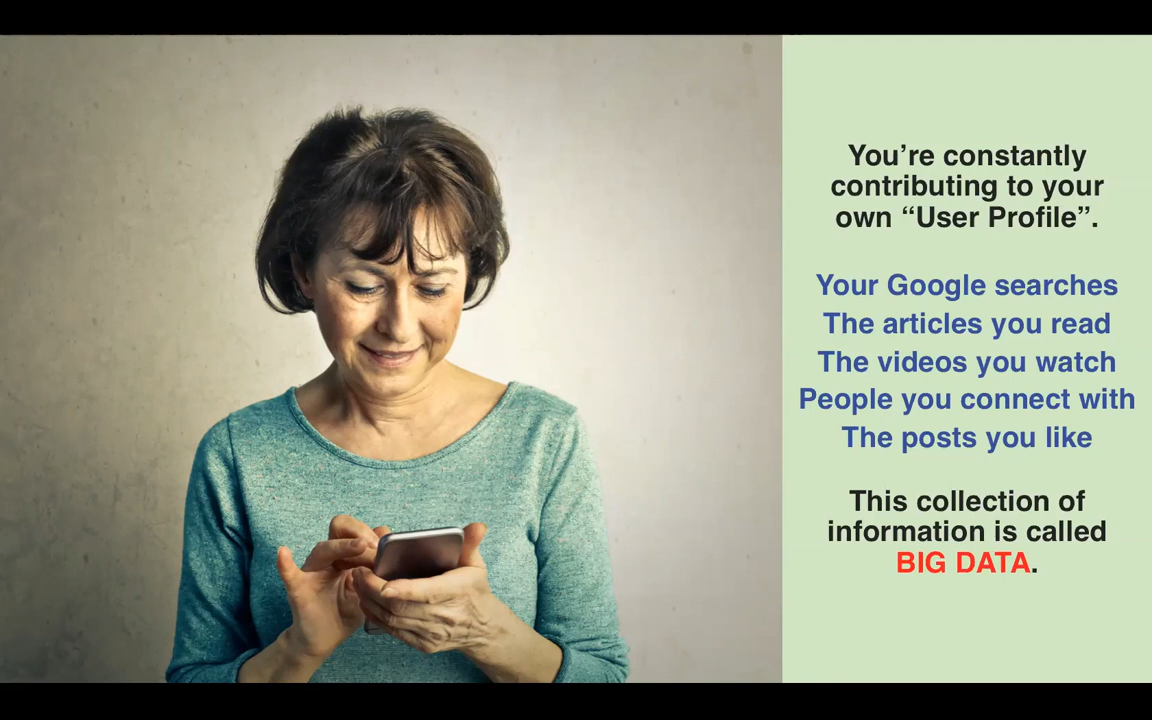 You’re constantly
contributing to your
own “User Profile”.
Your Google searches
The articles you read
The videos you watch
People you connect with
The posts you like
This collection of
information is called
BIG DATA.